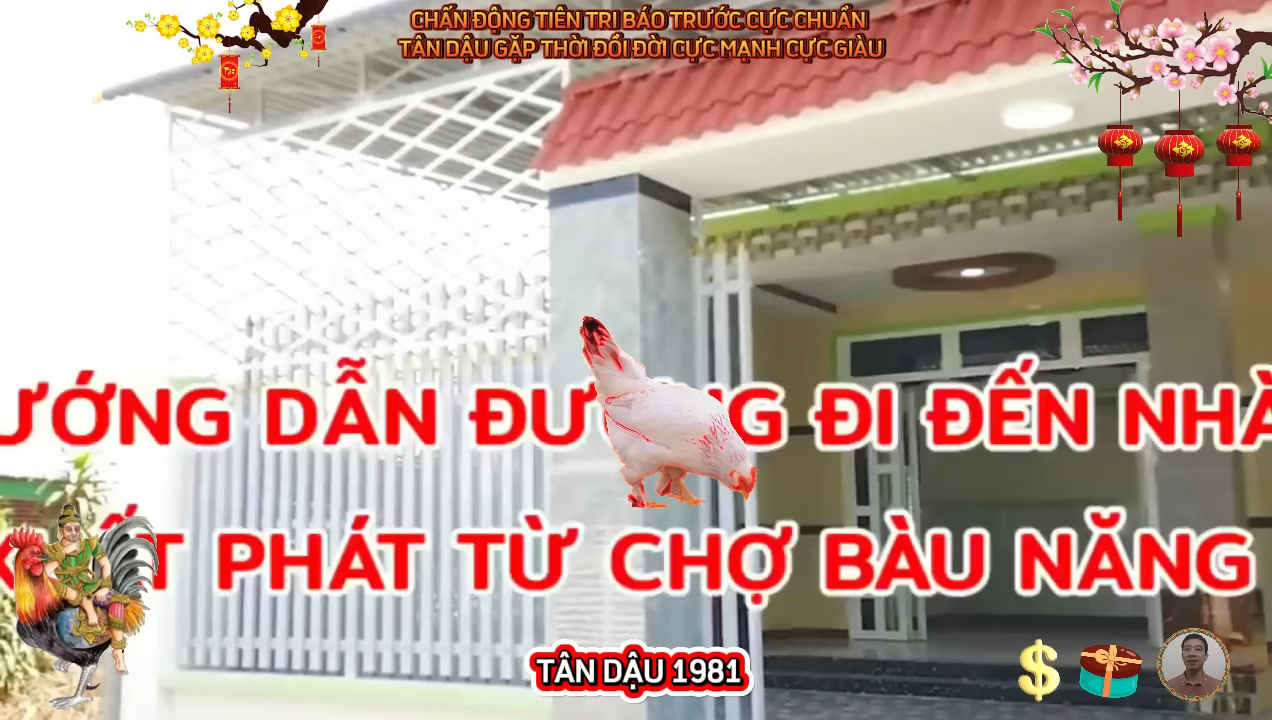 CHẤN ĐỘNG TIÊN TRI BÁO TRƯỚC CỰC CHUẨN
TÂN DẬU GẶP THỜI ĐỔI ĐỜI CỰC MẠNH CỰC GIÀU
ƯỚNG DẪN ĐI ĐẾN NHÀ
PHÁT TỪ CHỢ BÀU NĂNG
TÂN DẬU 1981